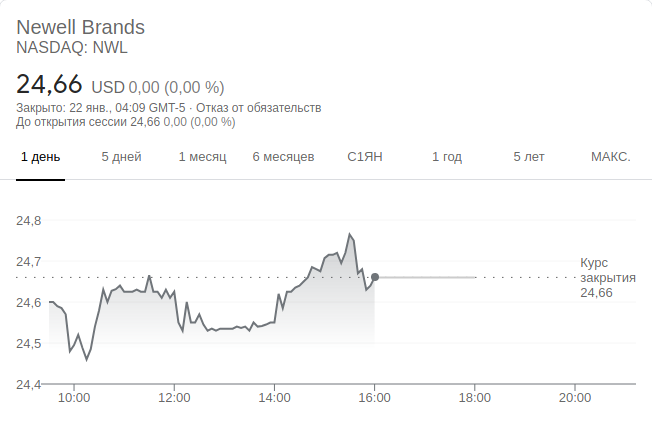 Newell Brands
NASDAQ: NWL
24,66 USD 0,00 (0,00 %)
Закрыто: 22 янв., 04:09 GMT-5 · Отказ от обязательств
До открытия сессии 24,66 0,00 (0,00 %)
1 день 5 дней 1 месяц 6 месяцев С1ЯН 1 год 5 лет МАКС.
24,8
24,7
24,6
24,5
24,4
Курс
закрытия
24,66
10:00 12:00 14:00 16:00 18:00 20:00